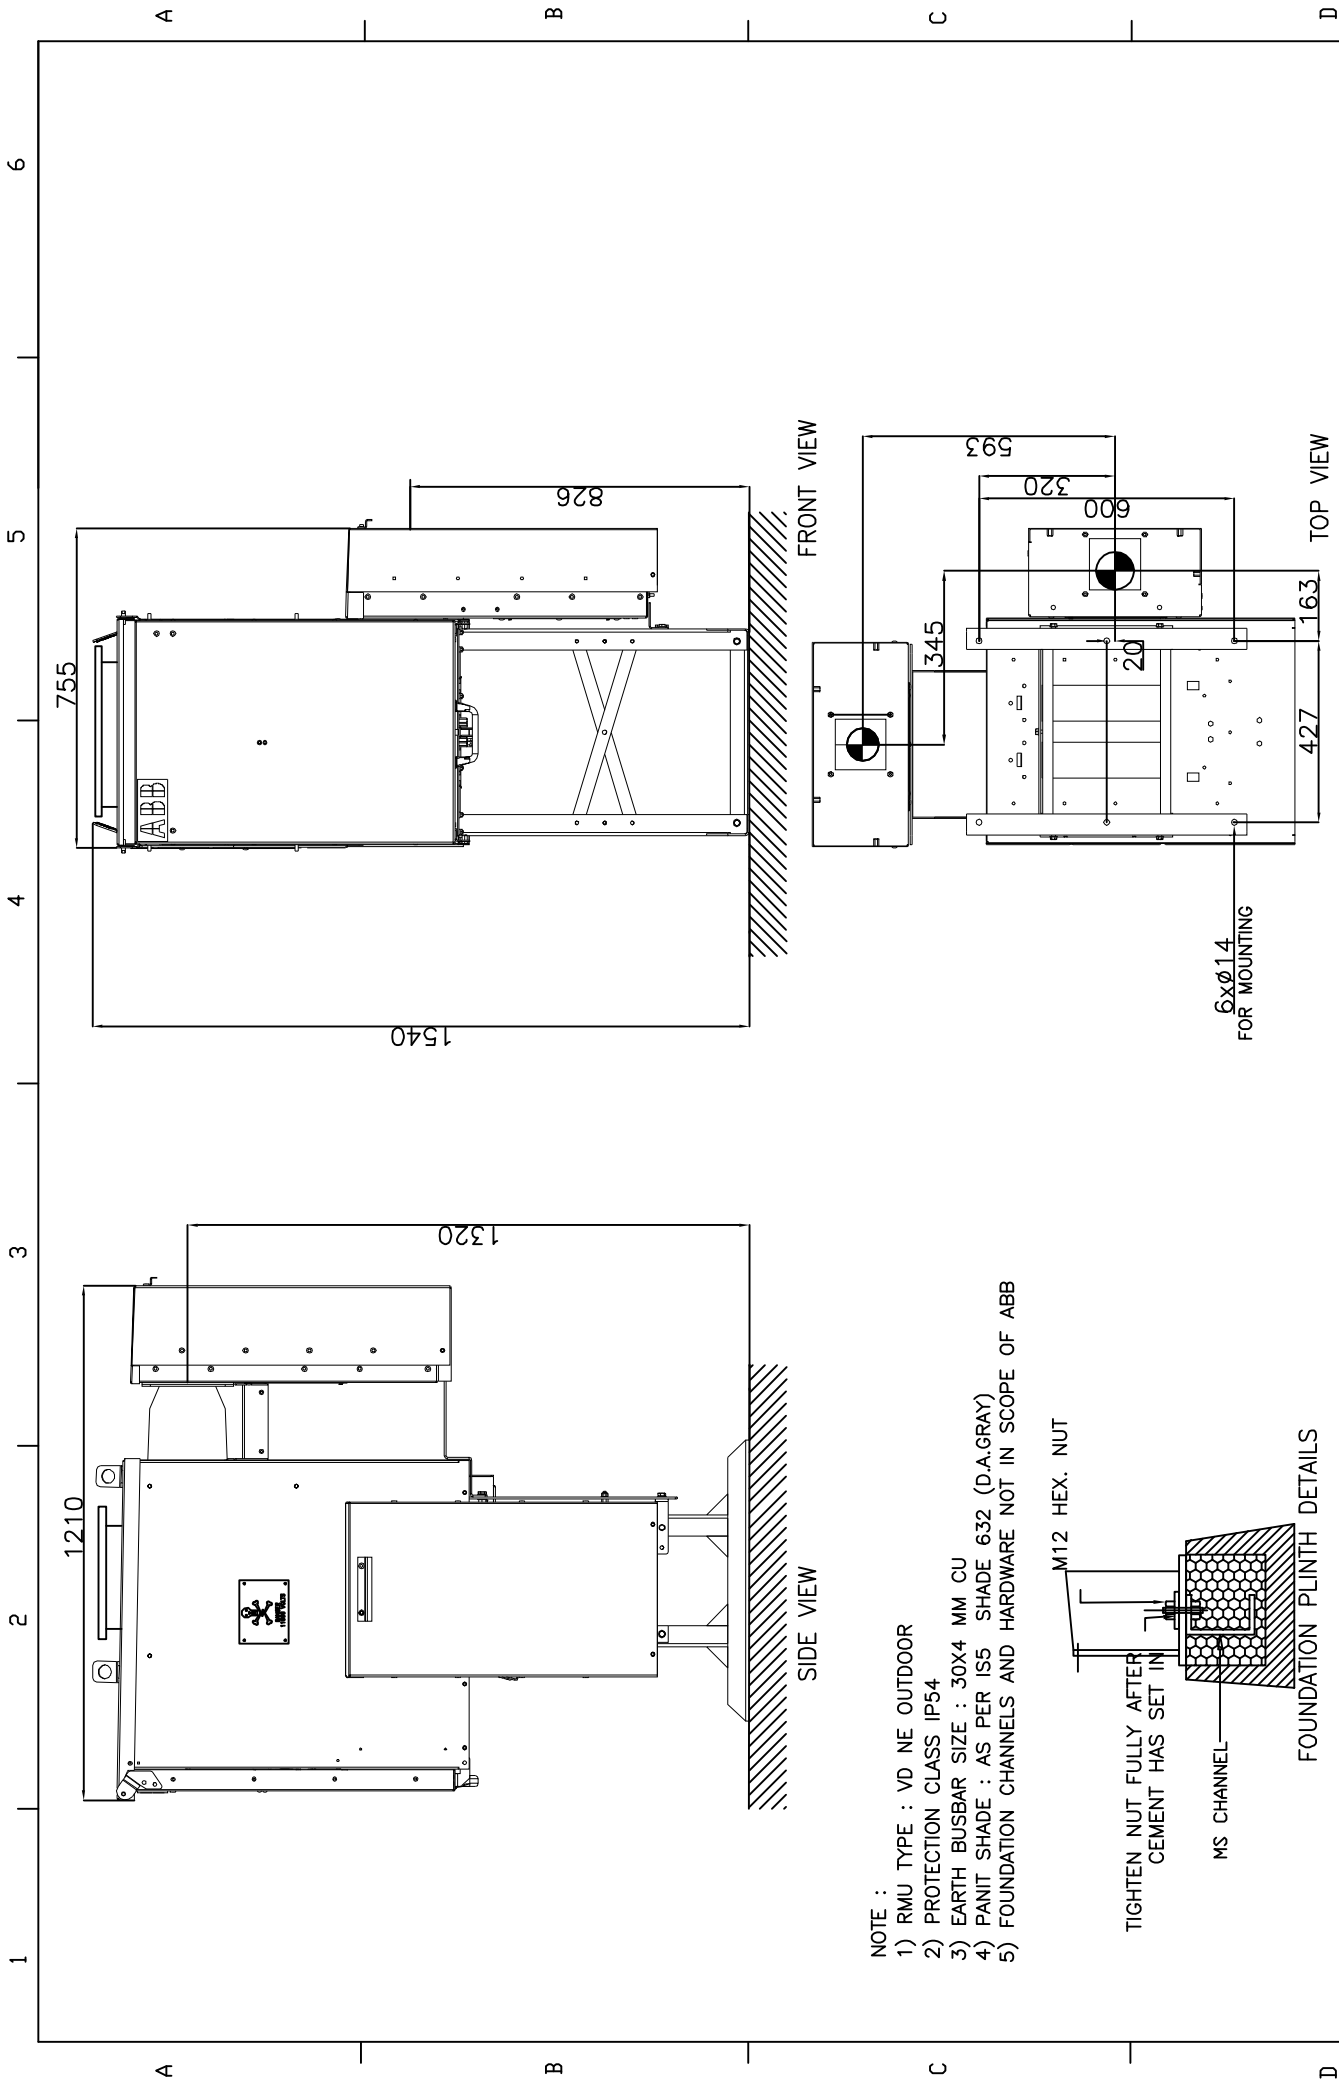 1 2 3 4 5 6
A
A
B
B
C
C
D
D
1210
1320
SIDE VIEW
755
ABB
1540
826
FRONT VIEW
593
320
600
345
20
163
427
6xØ14
FOR MOUNTING
TOP VIEW
NOTE :
1) RMU TYPE : VD NE OUTDOOR
2) PROTECTION CLASS IP54
3) EARTH BUSBAR SIZE : 30X4 MM CU
4) PANIT SHADE : AS PER IS5 SHADE 632 (D.A.GRAY)
5) FOUNDATION CHANNELS AND HARDWARE NOT IN SCOPE OF ABB
M12 HEX. NUT
TIGHTEN NUT FULLY AFTER
CEMENT HAS SET IN
MS CHANNEL
FOUNDATION PLINTH DETAILS